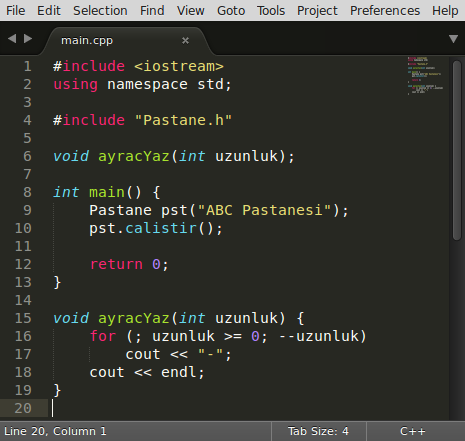 File Edit Selection Find View Goto Tools Project Preferences Help
main.cpp ×
1 #include <iostream>
2 using namespace std;
3
4 #include "Pastane.h"
5
6 void ayracYaz(int uzunluk);
7
8 int main() {
9 Pastane pst("ABC Pastanesi");
10 pst.calistir();
11
12 return 0;
13 }
14
15 void ayracYaz(int uzunluk) {
16 for (; uzunluk >= 0; --uzunluk)
17 cout << "-";
18 cout << endl;
19 }
20
Line 20, Column 1 Tab Size: 4 C++